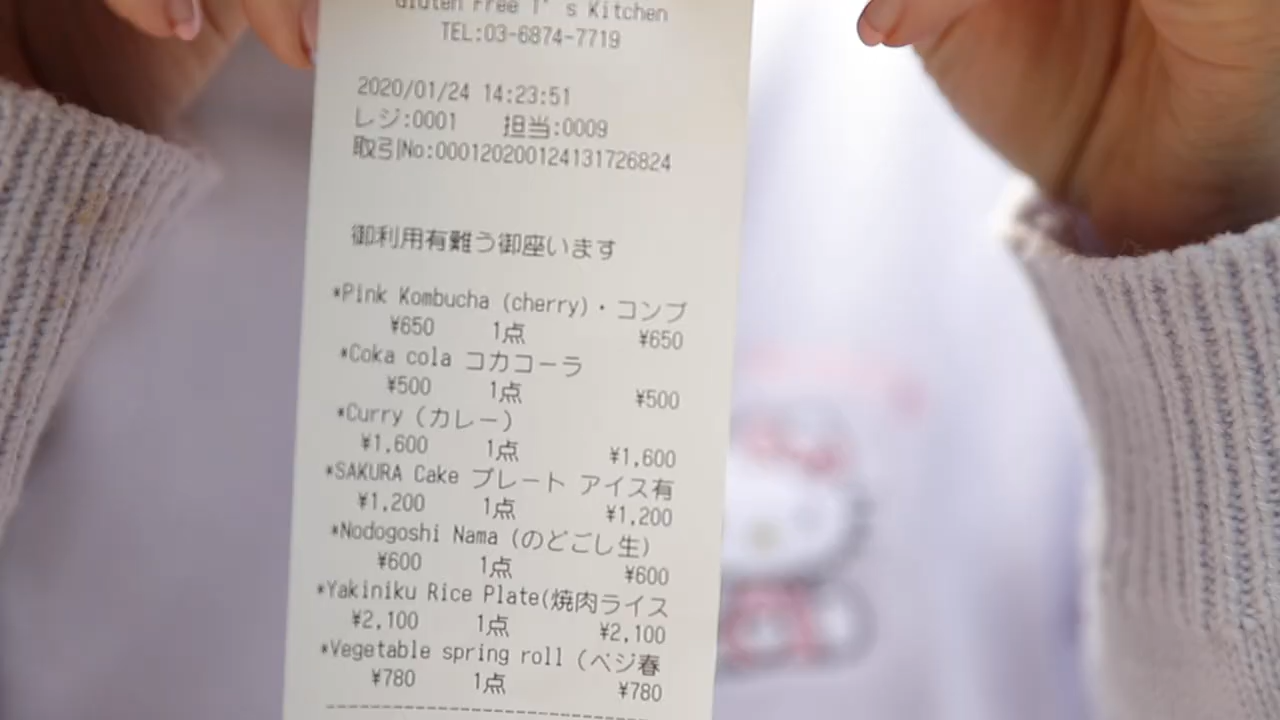 Gluten Free T's Kitchen
TEL:03-6874-7719
2020/01/24 14:23:51
レジ:0001 担当:0009
取引No:000120200124131726824
御利用有難う御座います
*Pink Kombucha (cherry)・コンブ
¥650 1点 ¥650
*Coka cola コカコーラ
¥500 1点 ¥500
*Curry (カレー)
¥1,600 1点 ¥1,600
*SAKURA Cake プレート アイス有
¥1,200 1点 ¥1,200
*Nodogoshi Nama (のどごし生)
¥600 1点 ¥600
*Yakiniku Rice Plate(焼肉ライス
¥2,100 1点 ¥2,100
*Vegetable spring roll (ベジ春
¥780 1点 ¥780